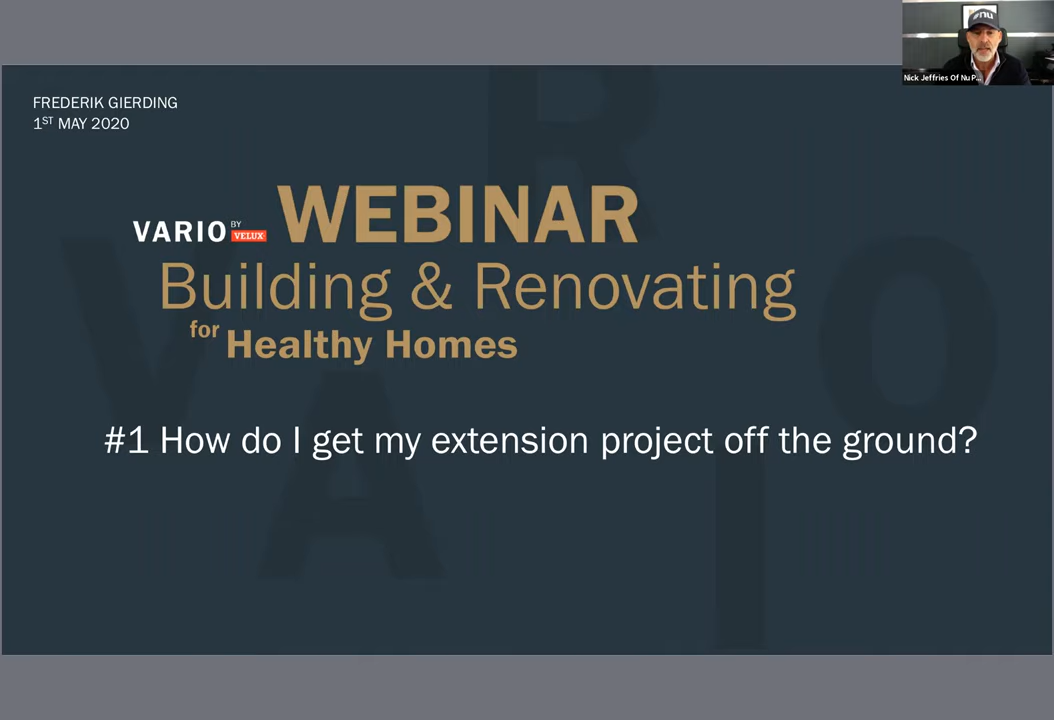 FREDERIK GIERDING
1ST MAY 2020
VARIO BY VELUX WEBINAR
Building & Renovating
for Healthy Homes
#1 How do I get my extension project off the ground?
nu
Nick Jeffries Of Nu P...